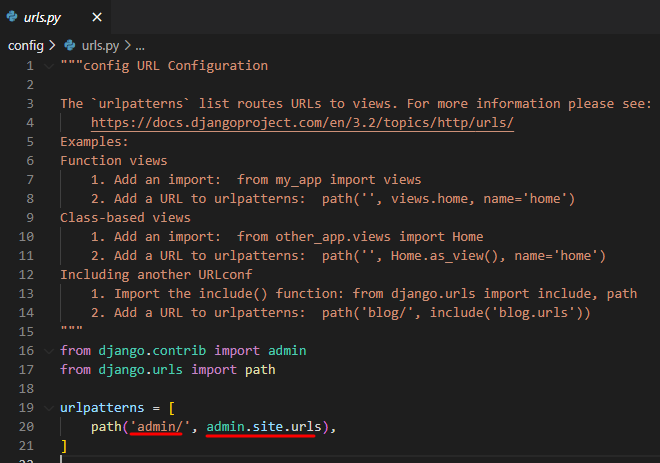 urls.py ×
config > urls.py > ...
1 """config URL Configuration
2
3 The `urlpatterns` list routes URLs to views. For more information please see:
4     https://docs.djangoproject.com/en/3.2/topics/http/urls/
5 Examples:
6 Function views
7     1. Add an import:  from my_app import views
8     2. Add a URL to urlpatterns:  path('', views.home, name='home')
9 Class-based views
10     1. Add an import:  from other_app.views import Home
11     2. Add a URL to urlpatterns:  path('', Home.as_view(), name='home')
12 Including another URLconf
13     1. Import the include() function: from django.urls import include, path
14     2. Add a URL to urlpatterns:  path('blog/', include('blog.urls'))
15 """
16 from django.contrib import admin
17 from django.urls import path
18
19 urlpatterns = [
20     path('admin/', admin.site.urls),
21 ]
22